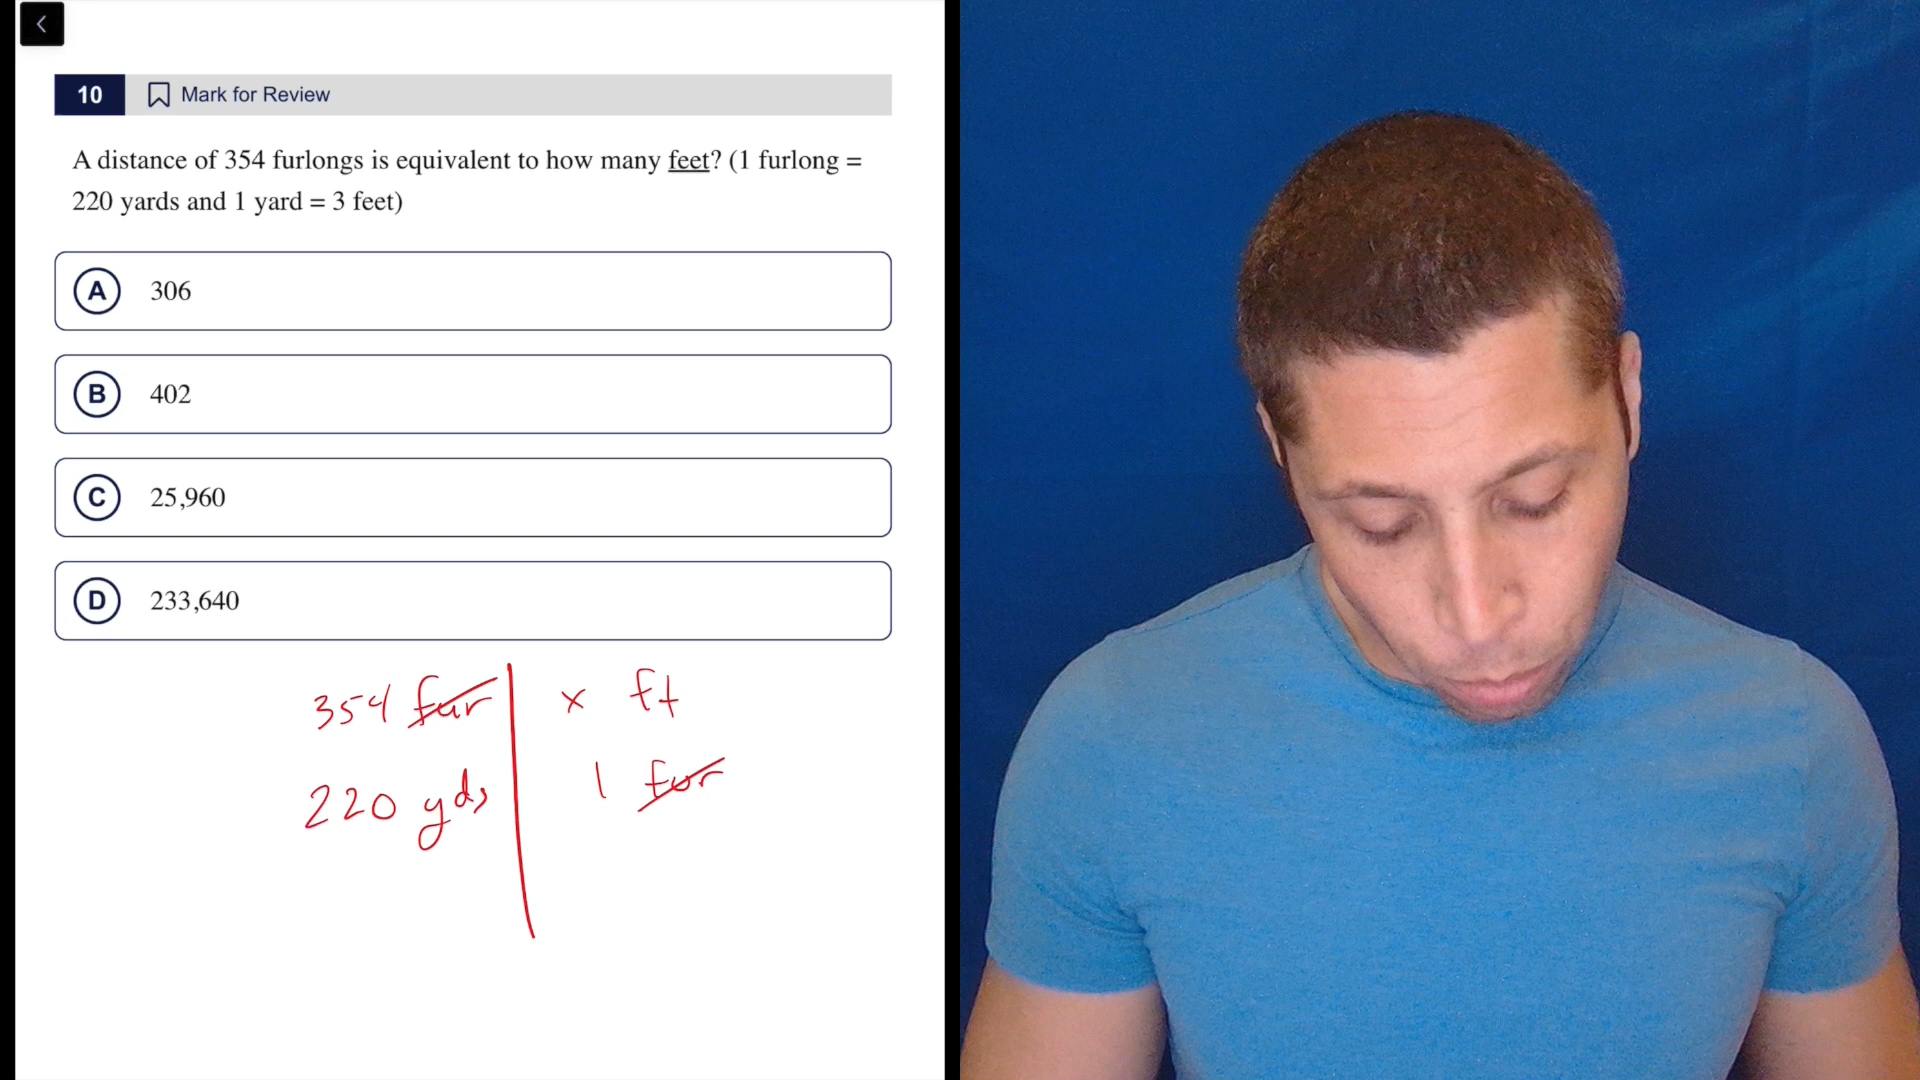 10 Mark for Review
A distance of 354 furlongs is equivalent to how many feet? (1 furlong =
220 yards and 1 yard = 3 feet)
A 306
B 402
C 25,960
D 233,640
354 fur x ft
220 yds 1 fur